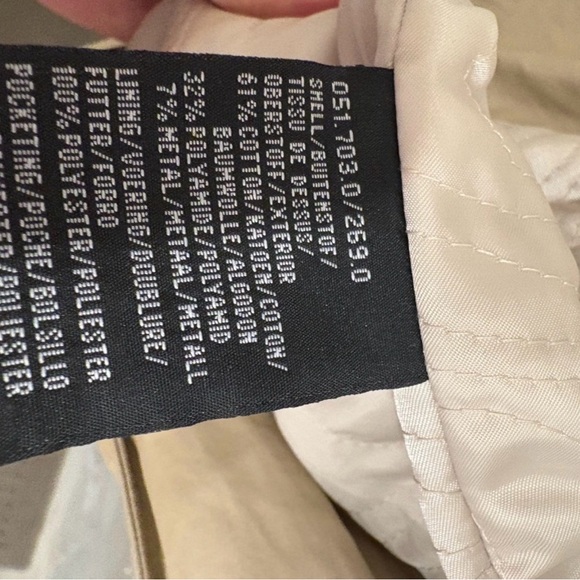 051.703.0/269.0
SHELL/BUITENSTOF/
TISSU DE DESSUS/
OBERSTOFF/EXTERIOR
61% COTTON/KATOEN/COTON/
BAUMWOLLE/ALGODON
32% POLYAMIDE/POLYAMID
7% METAL/METAAL/METALL
LINING/VOERING/DOUBLURE/
FUTTER/FORRO
100% POLYESTER/POLIESTER
POCKETING/POCHE/BOLSILLO